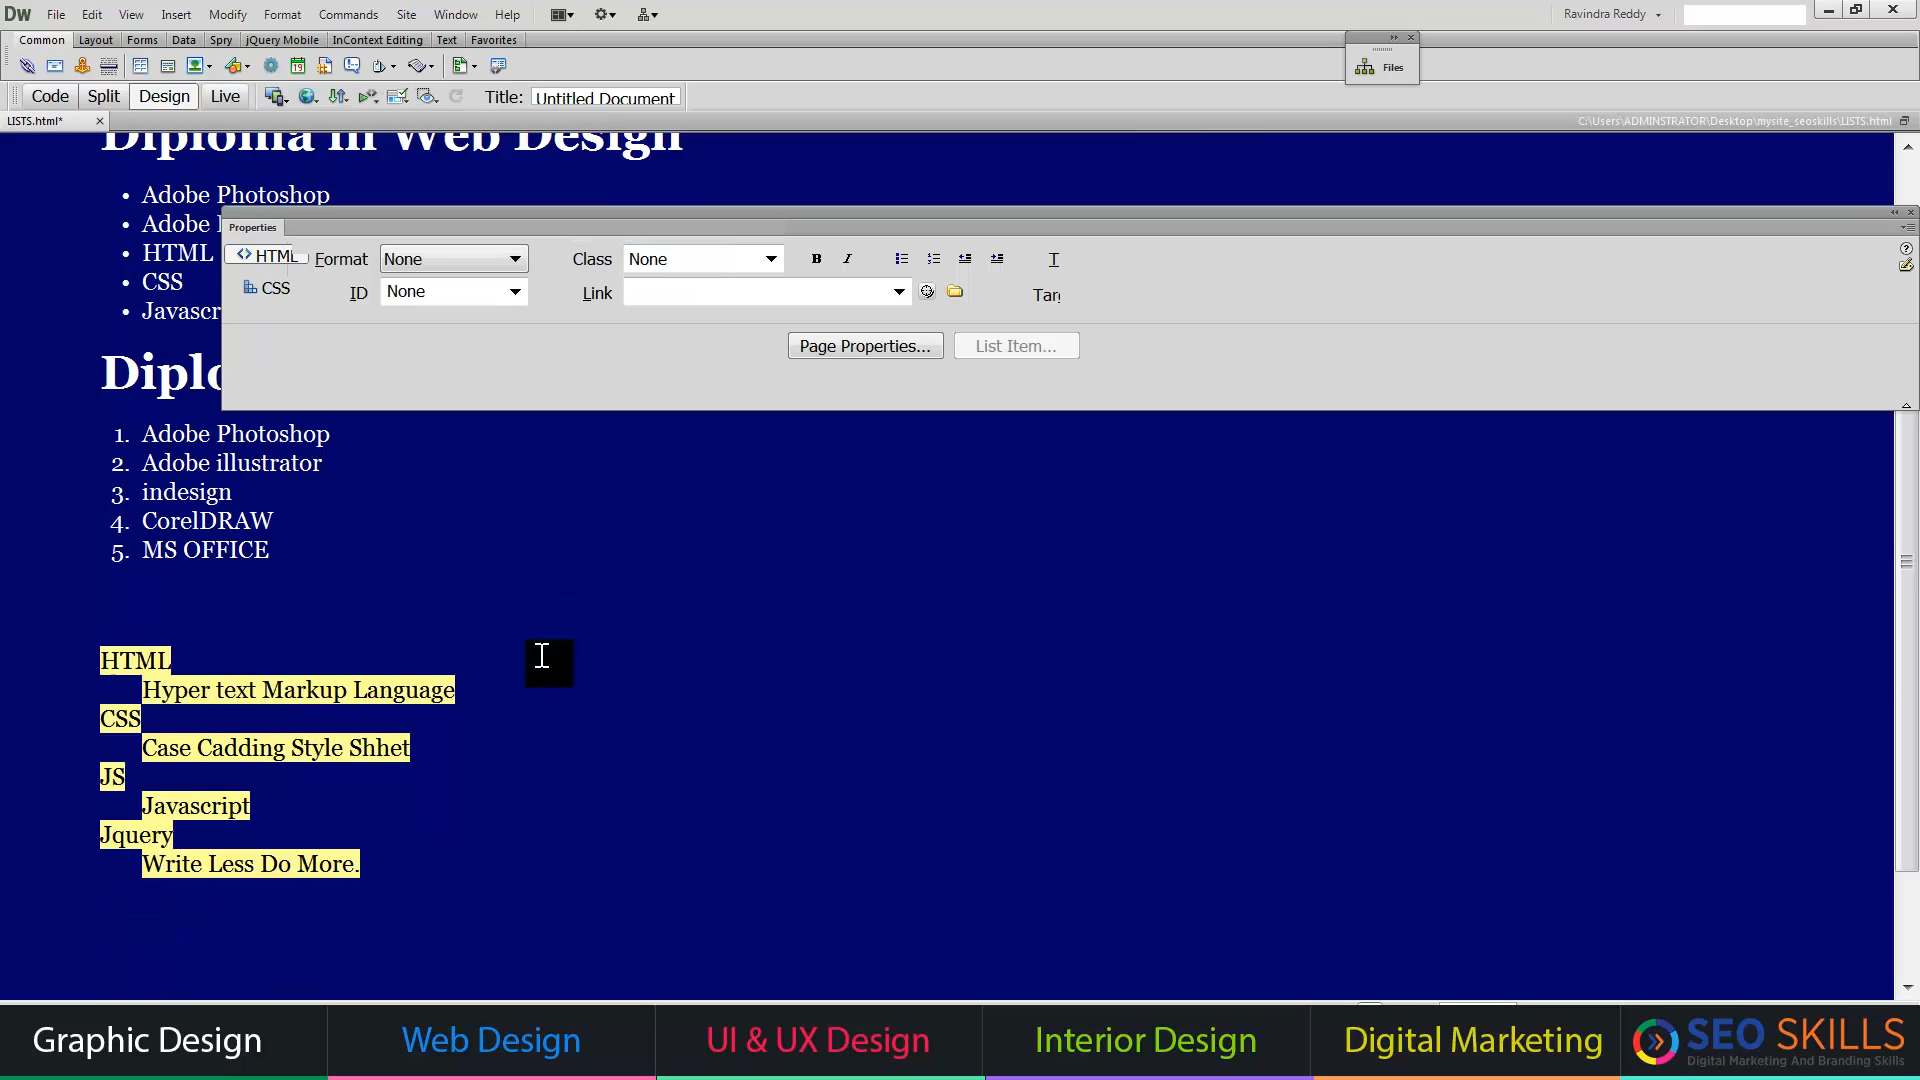 Dw File Edit View Insert Modify Format Commands Site Window Help Ravindra Reddy
Common Layout Forms Data Spry jQuery Mobile InContext Editing Text Favorites
Files
Code Split Design Live Title: Untitled Document
LISTS.html* C:\Users\ADMINSTRATOR\Desktop\mysite_seoskills\LISTS.html
Diploma in Web Design
• Adobe Photoshop
• Adobe
• HTML
• CSS
• Javascr
Properties
HTML Format None Class None B I T
CSS ID None Link Targ
Page Properties... List Item...
Diplo
1. Adobe Photoshop
2. Adobe illustrator
3. indesign
4. CorelDRAW
5. MS OFFICE
HTML
Hyper text Markup Language
CSS
Case Cadding Style Shhet
JS
Javascript
Jquery
Write Less Do More.
Graphic Design Web Design UI & UX Design Interior Design Digital Marketing SEO SKILLS
Digital Marketing And Branding Skills